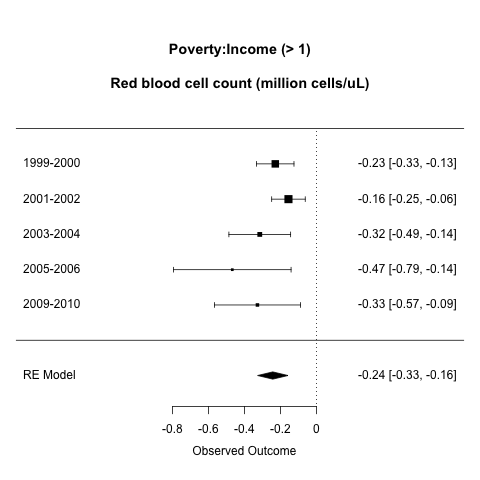 Poverty:Income (> 1)
Red blood cell count (million cells/uL)
1999-2000 -0.23 [-0.33, -0.13]
2001-2002 -0.16 [-0.25, -0.06]
2003-2004 -0.32 [-0.49, -0.14]
2005-2006 -0.47 [-0.79, -0.14]
2009-2010 -0.33 [-0.57, -0.09]
RE Model -0.24 [-0.33, -0.16]
-0.8 -0.6 -0.4 -0.2 0
Observed Outcome